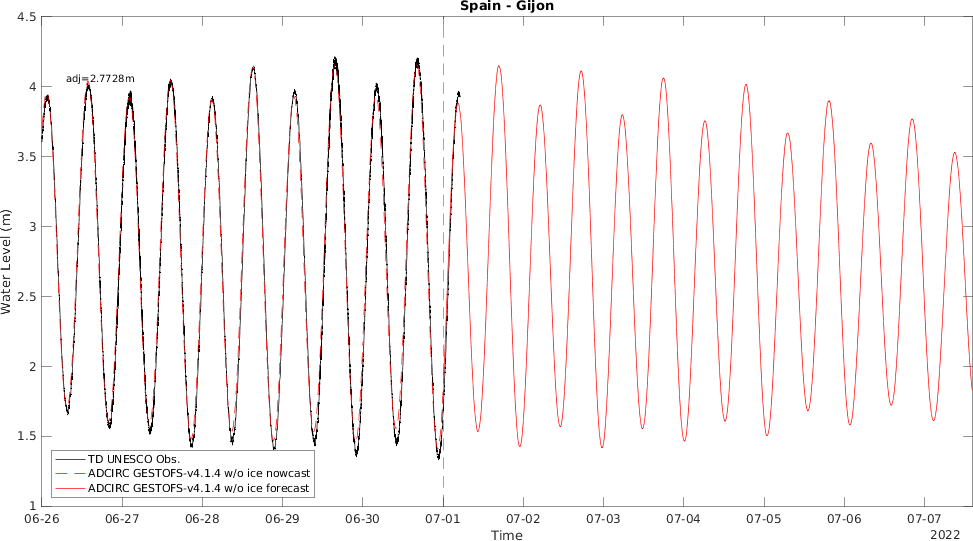 Spain - Gijon
adj=2.7728m
Water Level (m)
4.5
4
3.5
3
2.5
2
1.5
1
TD UNESCO Obs.
ADCIRC GESTOFS-v4.1.4 w/o ice nowcast
ADCIRC GESTOFS-v4.1.4 w/o ice forecast
06-26 06-27 06-28 06-29 06-30 07-01 07-02 07-03 07-04 07-05 07-06 07-07
Time
2022